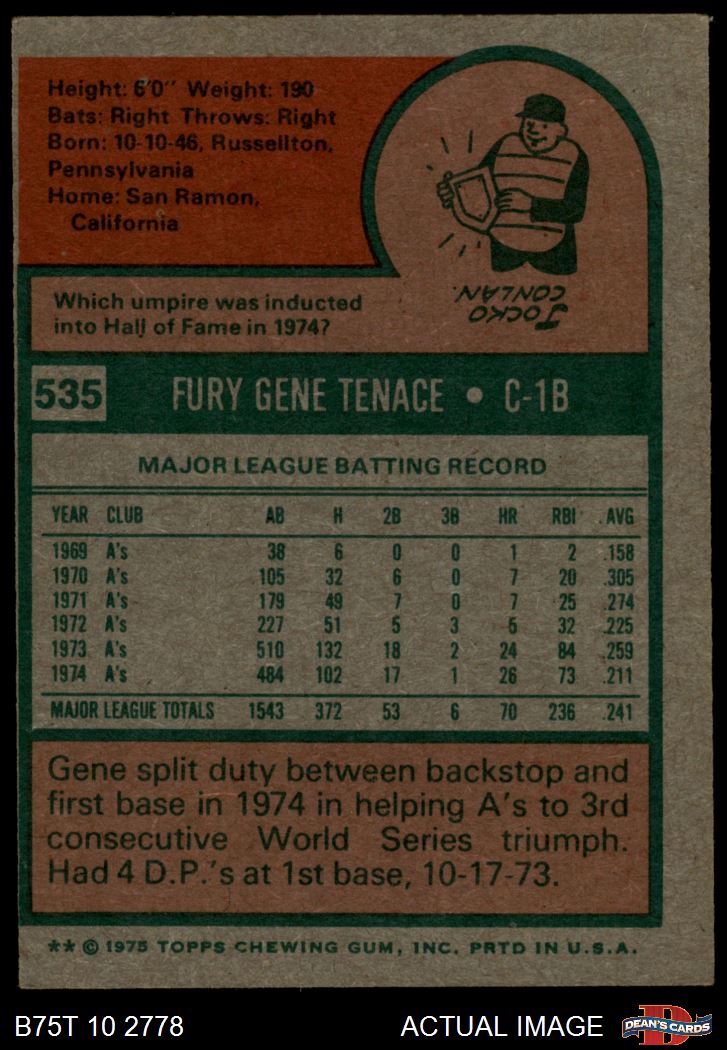 Height: 6'0" Weight: 190
Bats: Right Throws: Right
Born: 10-10-46, Russellton,
Pennsylvania
Home: San Ramon,
California
Which umpire was inducted
into Hall of Fame in 1974?
JOCKO
CONLAN.
535 FURY GENE TENACE • C-1B
MAJOR LEAGUE BATTING RECORD
YEAR CLUB AB H 2B 3B HR RBI AVG
1969 A's 38 6 0 0 1 2 .158
1970 A's 105 32 6 0 7 20 .305
1971 A's 179 49 7 0 7 25 .274
1972 A's 227 51 5 3 5 32 .225
1973 A's 510 132 18 2 24 84 .259
1974 A's 484 102 17 1 26 73 .211
MAJOR LEAGUE TOTALS 1543 372 53 6 70 236 .241
Gene split duty between backstop and
first base in 1974 in helping A's to 3rd
consecutive World Series triumph.
Had 4 D.P.'s at 1st base, 10-17-73.
** © 1975 TOPPS CHEWING GUM, INC. PRTD IN U.S.A.
B75T 10 2778 ACTUAL IMAGE D DEAN'S CARDS